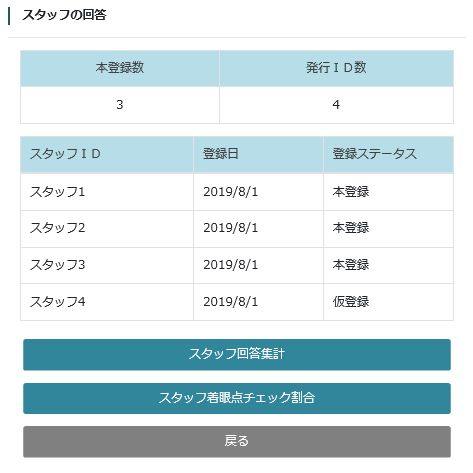 スタッフの回答
本登録数 発行ＩＤ数
3 4
スタッフＩＤ 登録日 登録ステータス
スタッフ1 2019/8/1 本登録
スタッフ2 2019/8/1 本登録
スタッフ3 2019/8/1 本登録
スタッフ4 2019/8/1 仮登録
スタッフ回答集計
スタッフ着眼点チェック割合
戻る